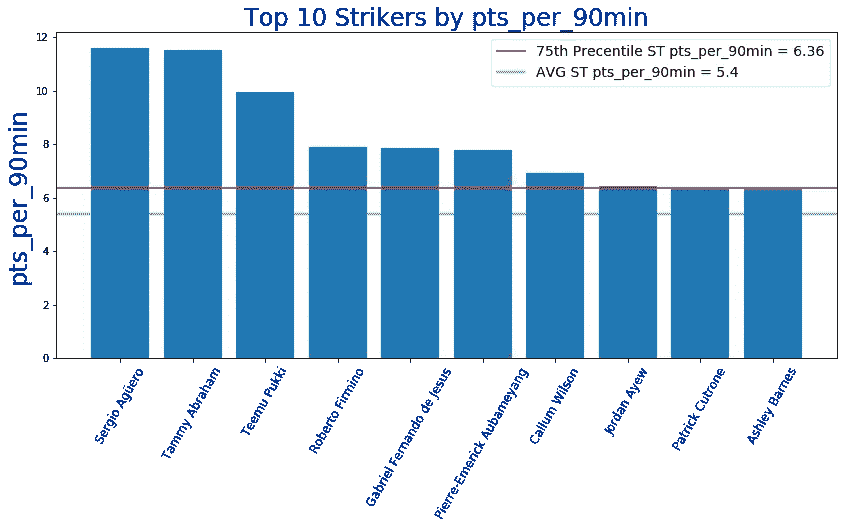 Top 10 Strikers by pts_per_90min
75th Precentile ST pts_per_90min = 6.36
AVG ST pts_per_90min = 5.4
pts_per_90min
12
10
8
6
4
2
0
Sergio Agüero
Tammy Abraham
Teemu Pukki
Roberto Firmino
Gabriel Fernando de Jesus
Pierre-Emerick Aubameyang
Callum Wilson
Jordan Ayew
Patrick Cutrone
Ashley Barnes